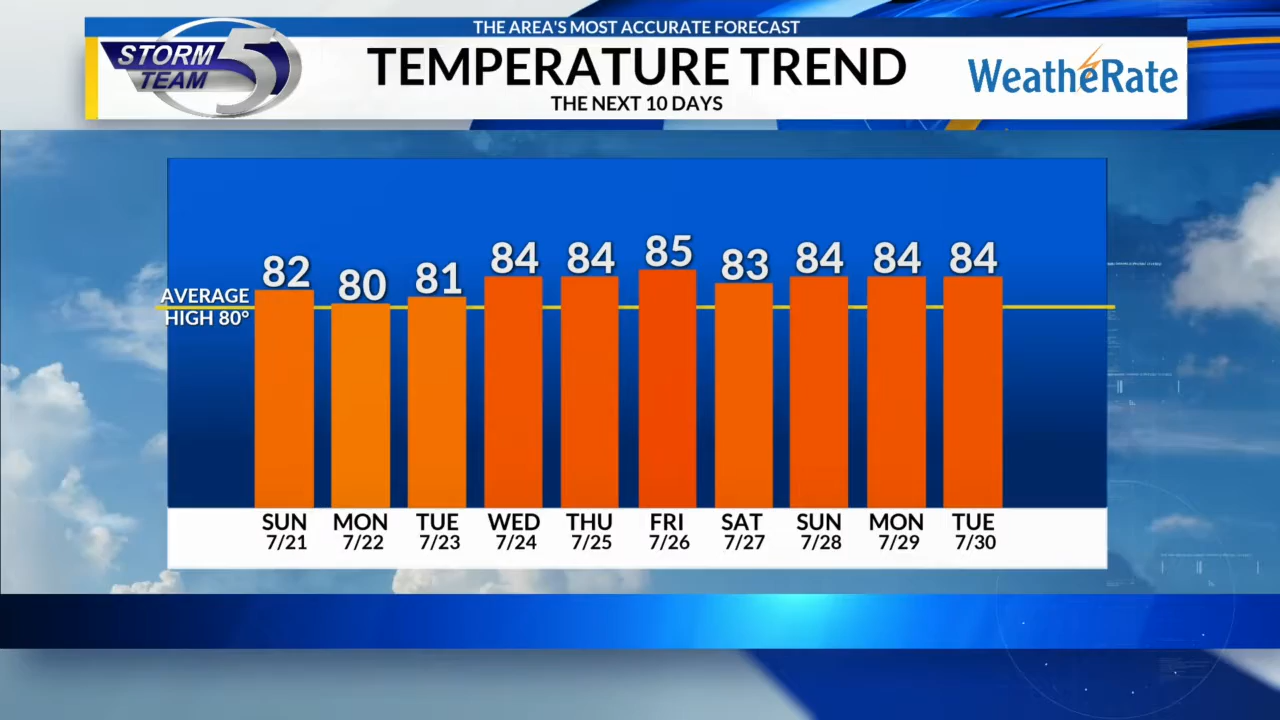 THE AREA'S MOST ACCURATE FORECAST
STORM TEAM 5
TEMPERATURE TREND
WeatheRate
THE NEXT 10 DAYS
82 80 81 84 84 85 83 84 84 84
AVERAGE
HIGH 80°
SUN MON TUE WED THU FRI SAT SUN MON TUE
7/21 7/22 7/23 7/24 7/25 7/26 7/27 7/28 7/29 7/30